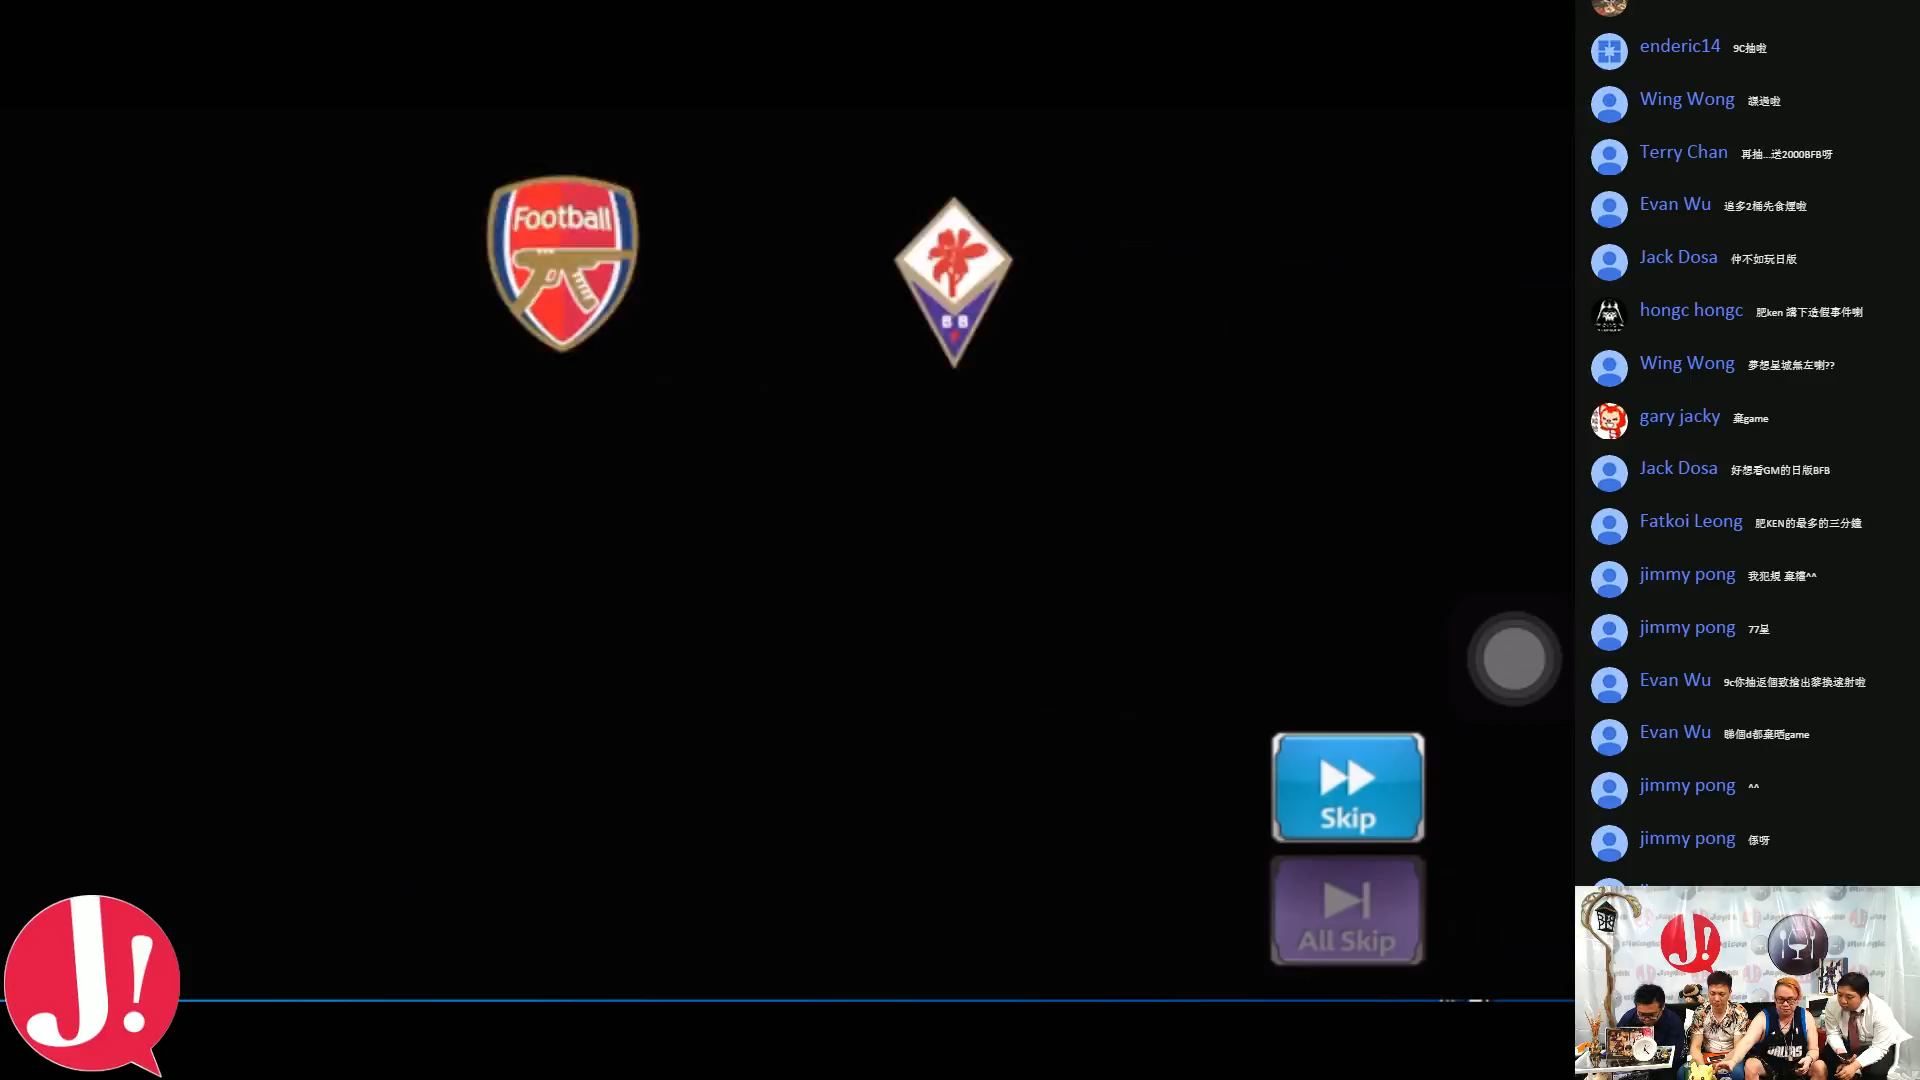 Football
B B
Skip
All Skip
J!
enderic14 9C抽啦
Wing Wong 課過啦
Terry Chan 再抽...送2000BFB呀
Evan Wu 追多2桶先食煙啦
Jack Dosa 仲不如玩日版
hongc hongc 肥ken 講下造假事件喇
Wing Wong 夢想星城無左喇??
gary jacky 棄game
Jack Dosa 好想看GM的日版BFB
Fatkoi Leong 肥KEN的最多的三分鐘
jimmy pong 我犯規 棄權^^
jimmy pong 77星
Evan Wu 9c你抽返個致搶出黎換速射啦
Evan Wu 睇個d都棄晒game
jimmy pong ^^
jimmy pong 係呀
J!
DALLAS